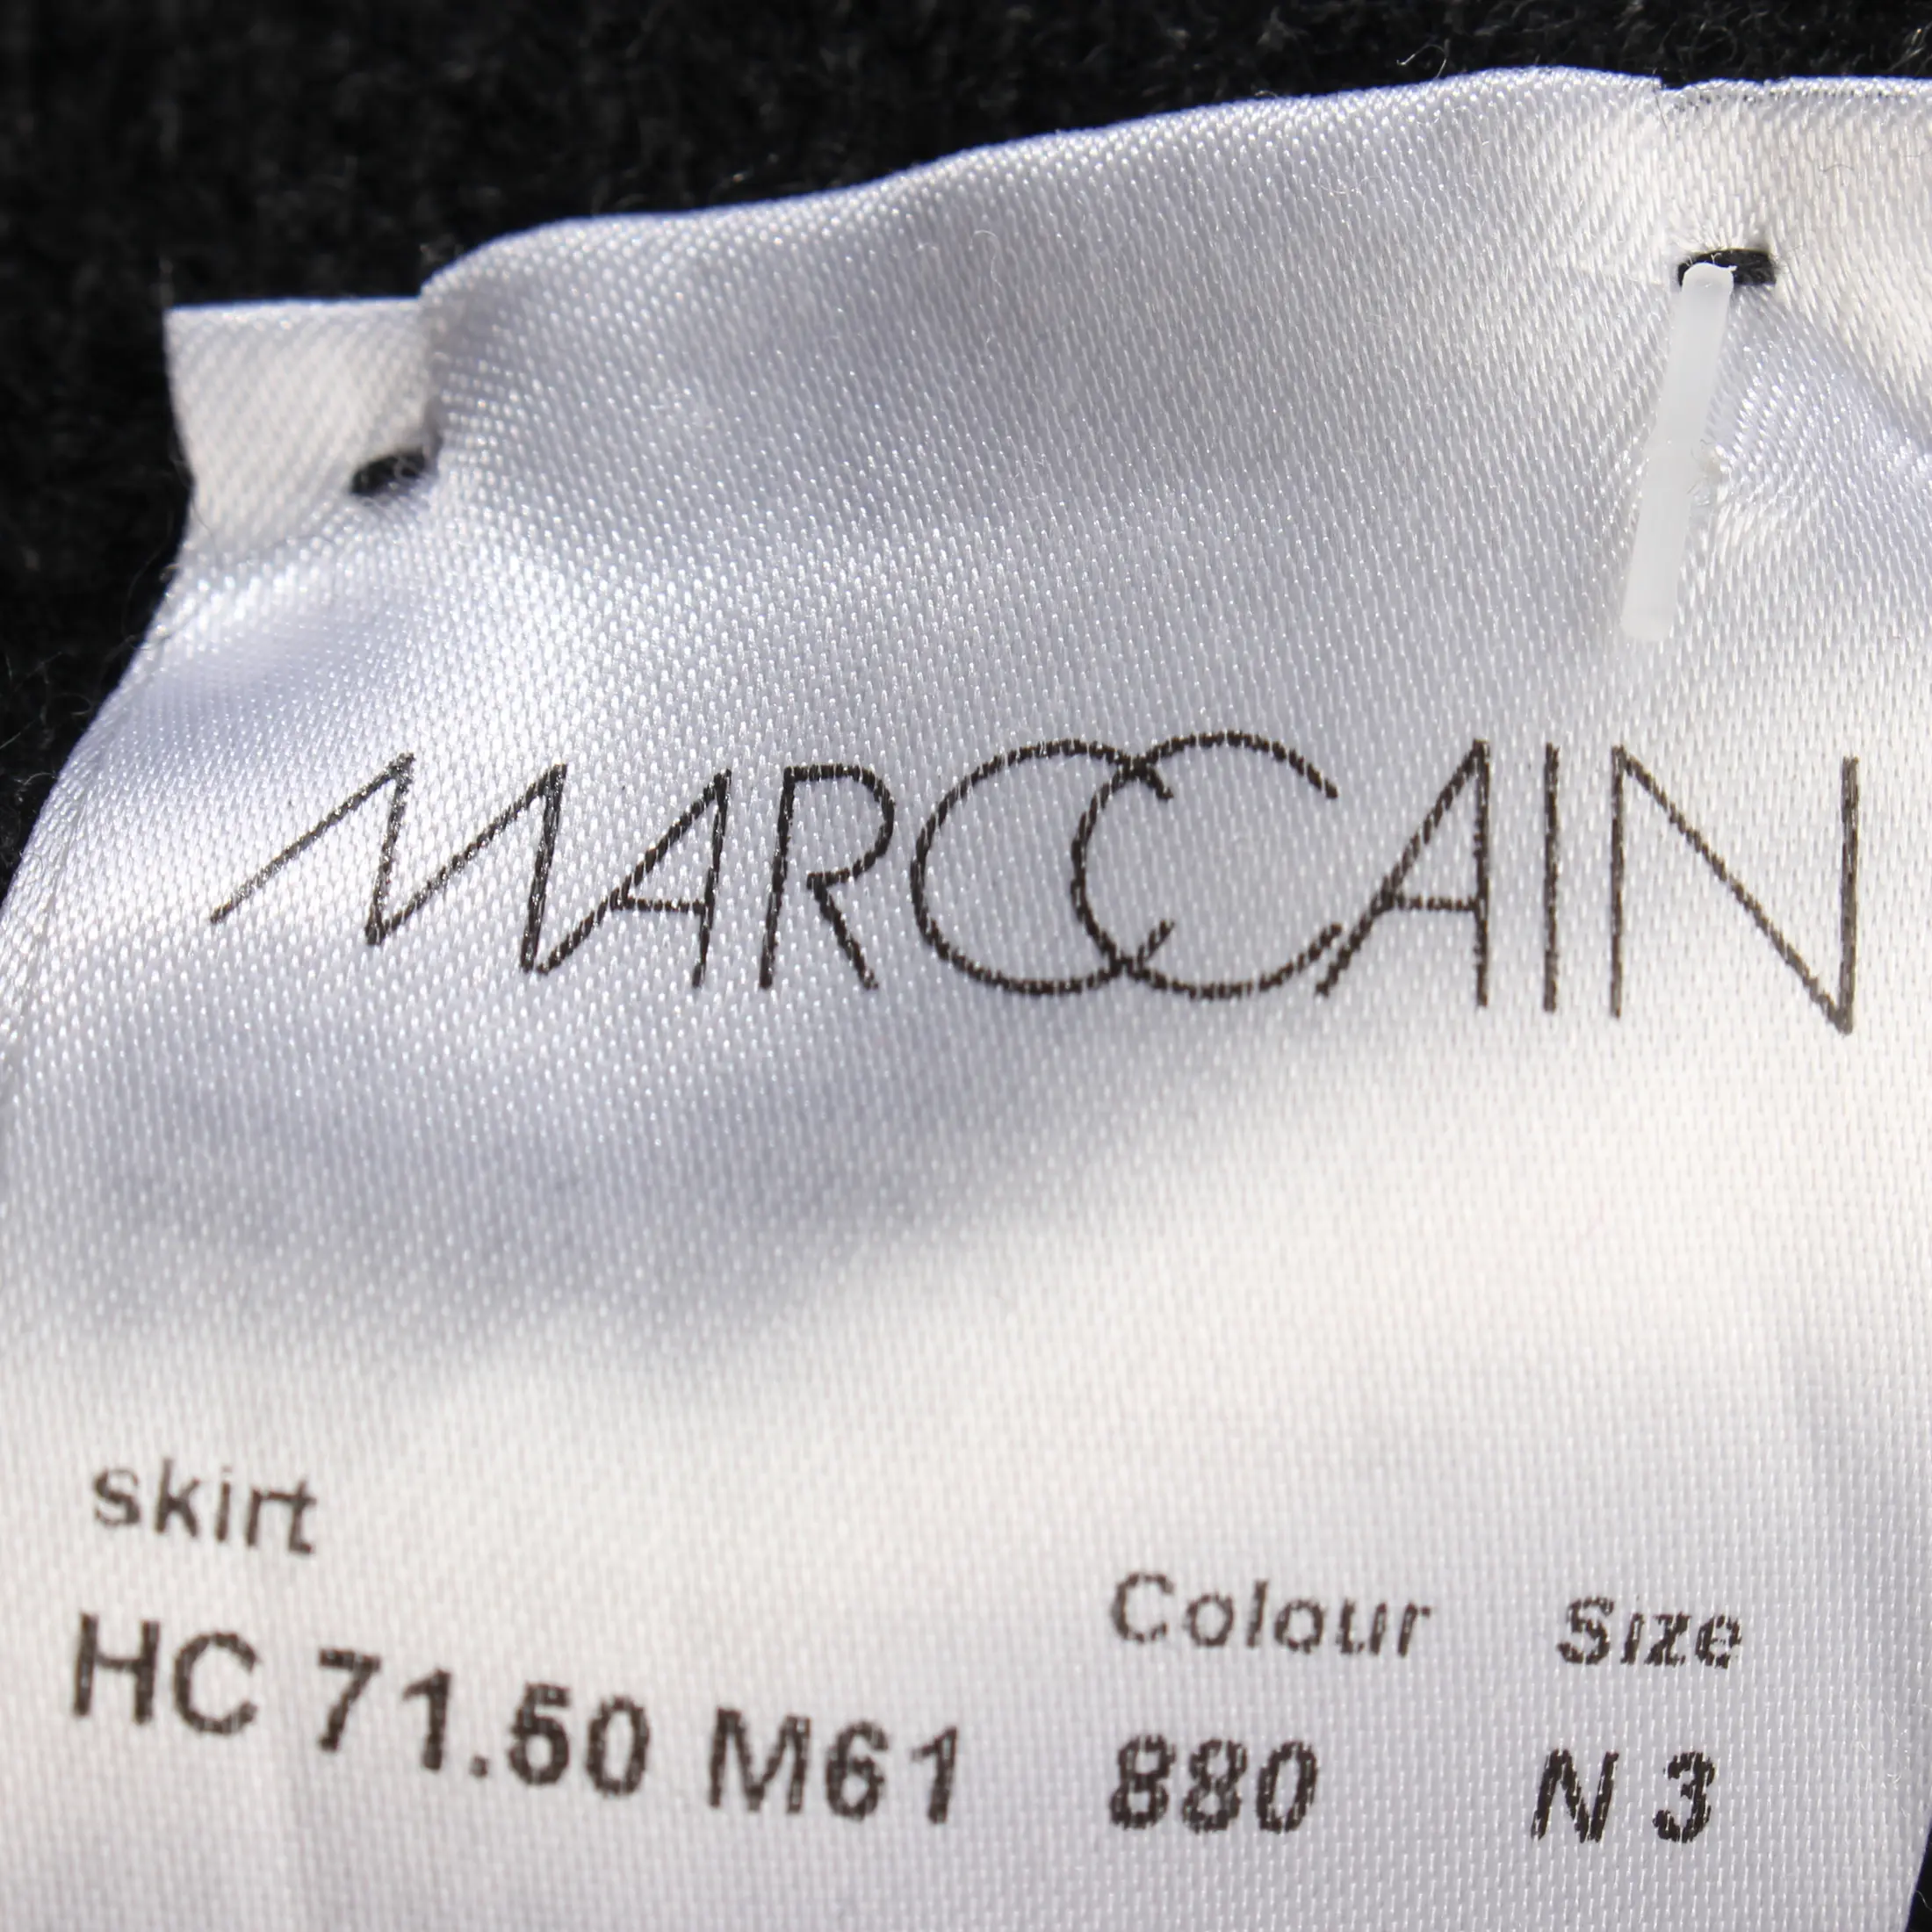 MARCCAIN
skirt
Colour Size
HC 71.50 M61 880 N 3